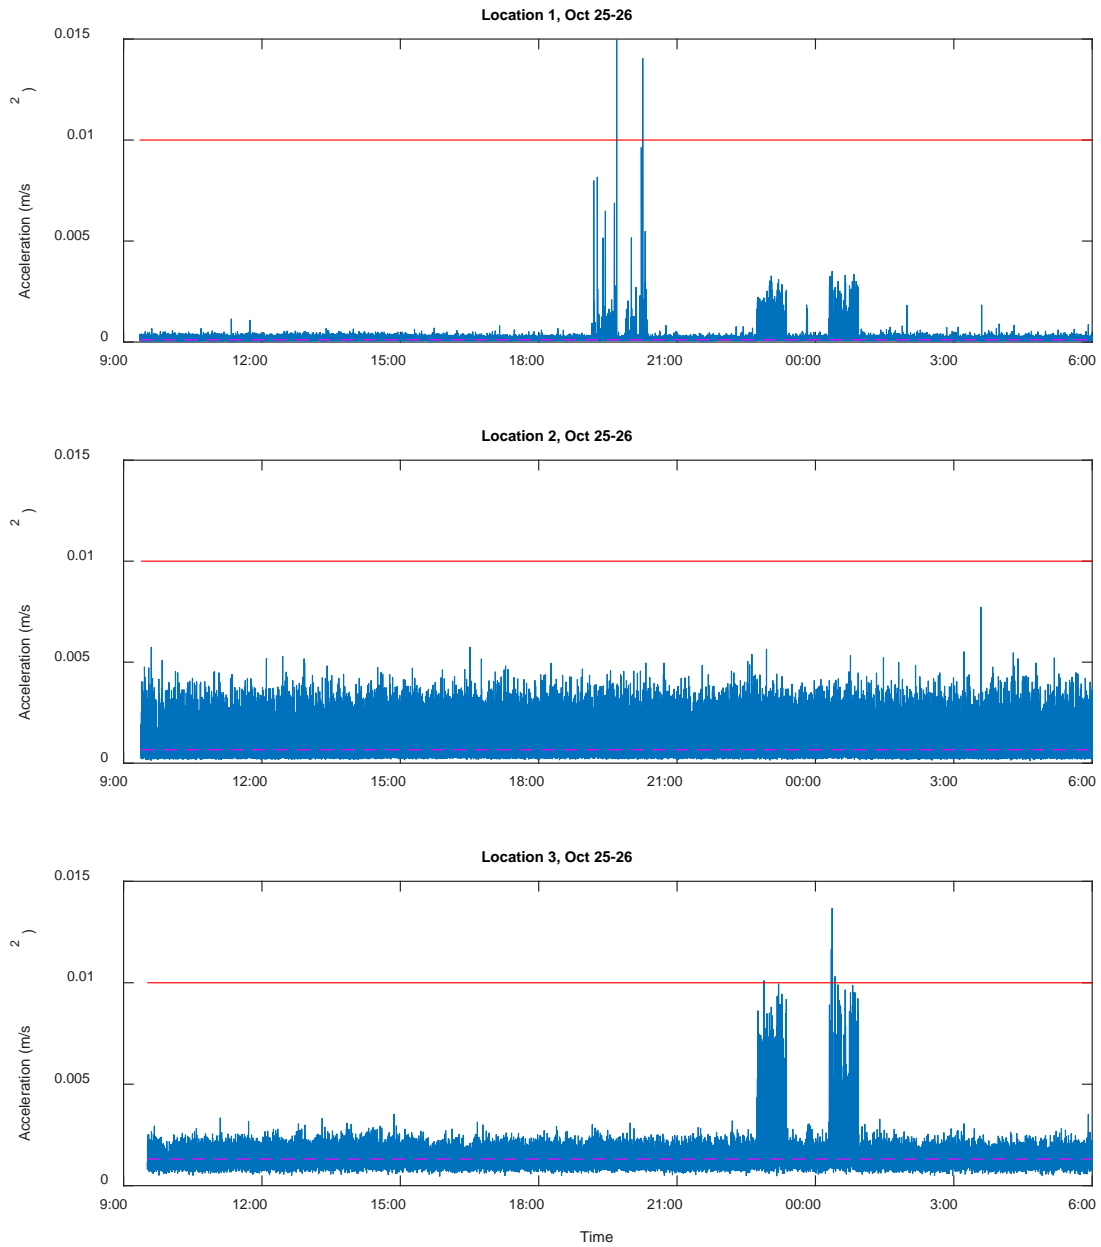 Location 1, Oct 25-26
Acceleration (m/s 2 )
0.015
0.01
0.005
0
9:00 12:00 15:00 18:00 21:00 00:00 3:00 6:00
Location 2, Oct 25-26
Acceleration (m/s 2 )
0.015
0.01
0.005
0
9:00 12:00 15:00 18:00 21:00 00:00 3:00 6:00
Location 3, Oct 25-26
Acceleration (m/s 2 )
0.015
0.01
0.005
0
9:00 12:00 15:00 18:00 21:00 00:00 3:00 6:00
Time